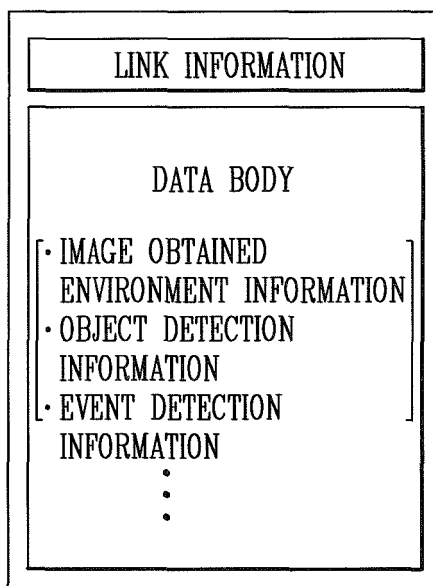 LINK INFORMATION
DATA BODY
· IMAGE OBTAINED
ENVIRONMENT INFORMATION
· OBJECT DETECTION
INFORMATION
· EVENT DETECTION
INFORMATION